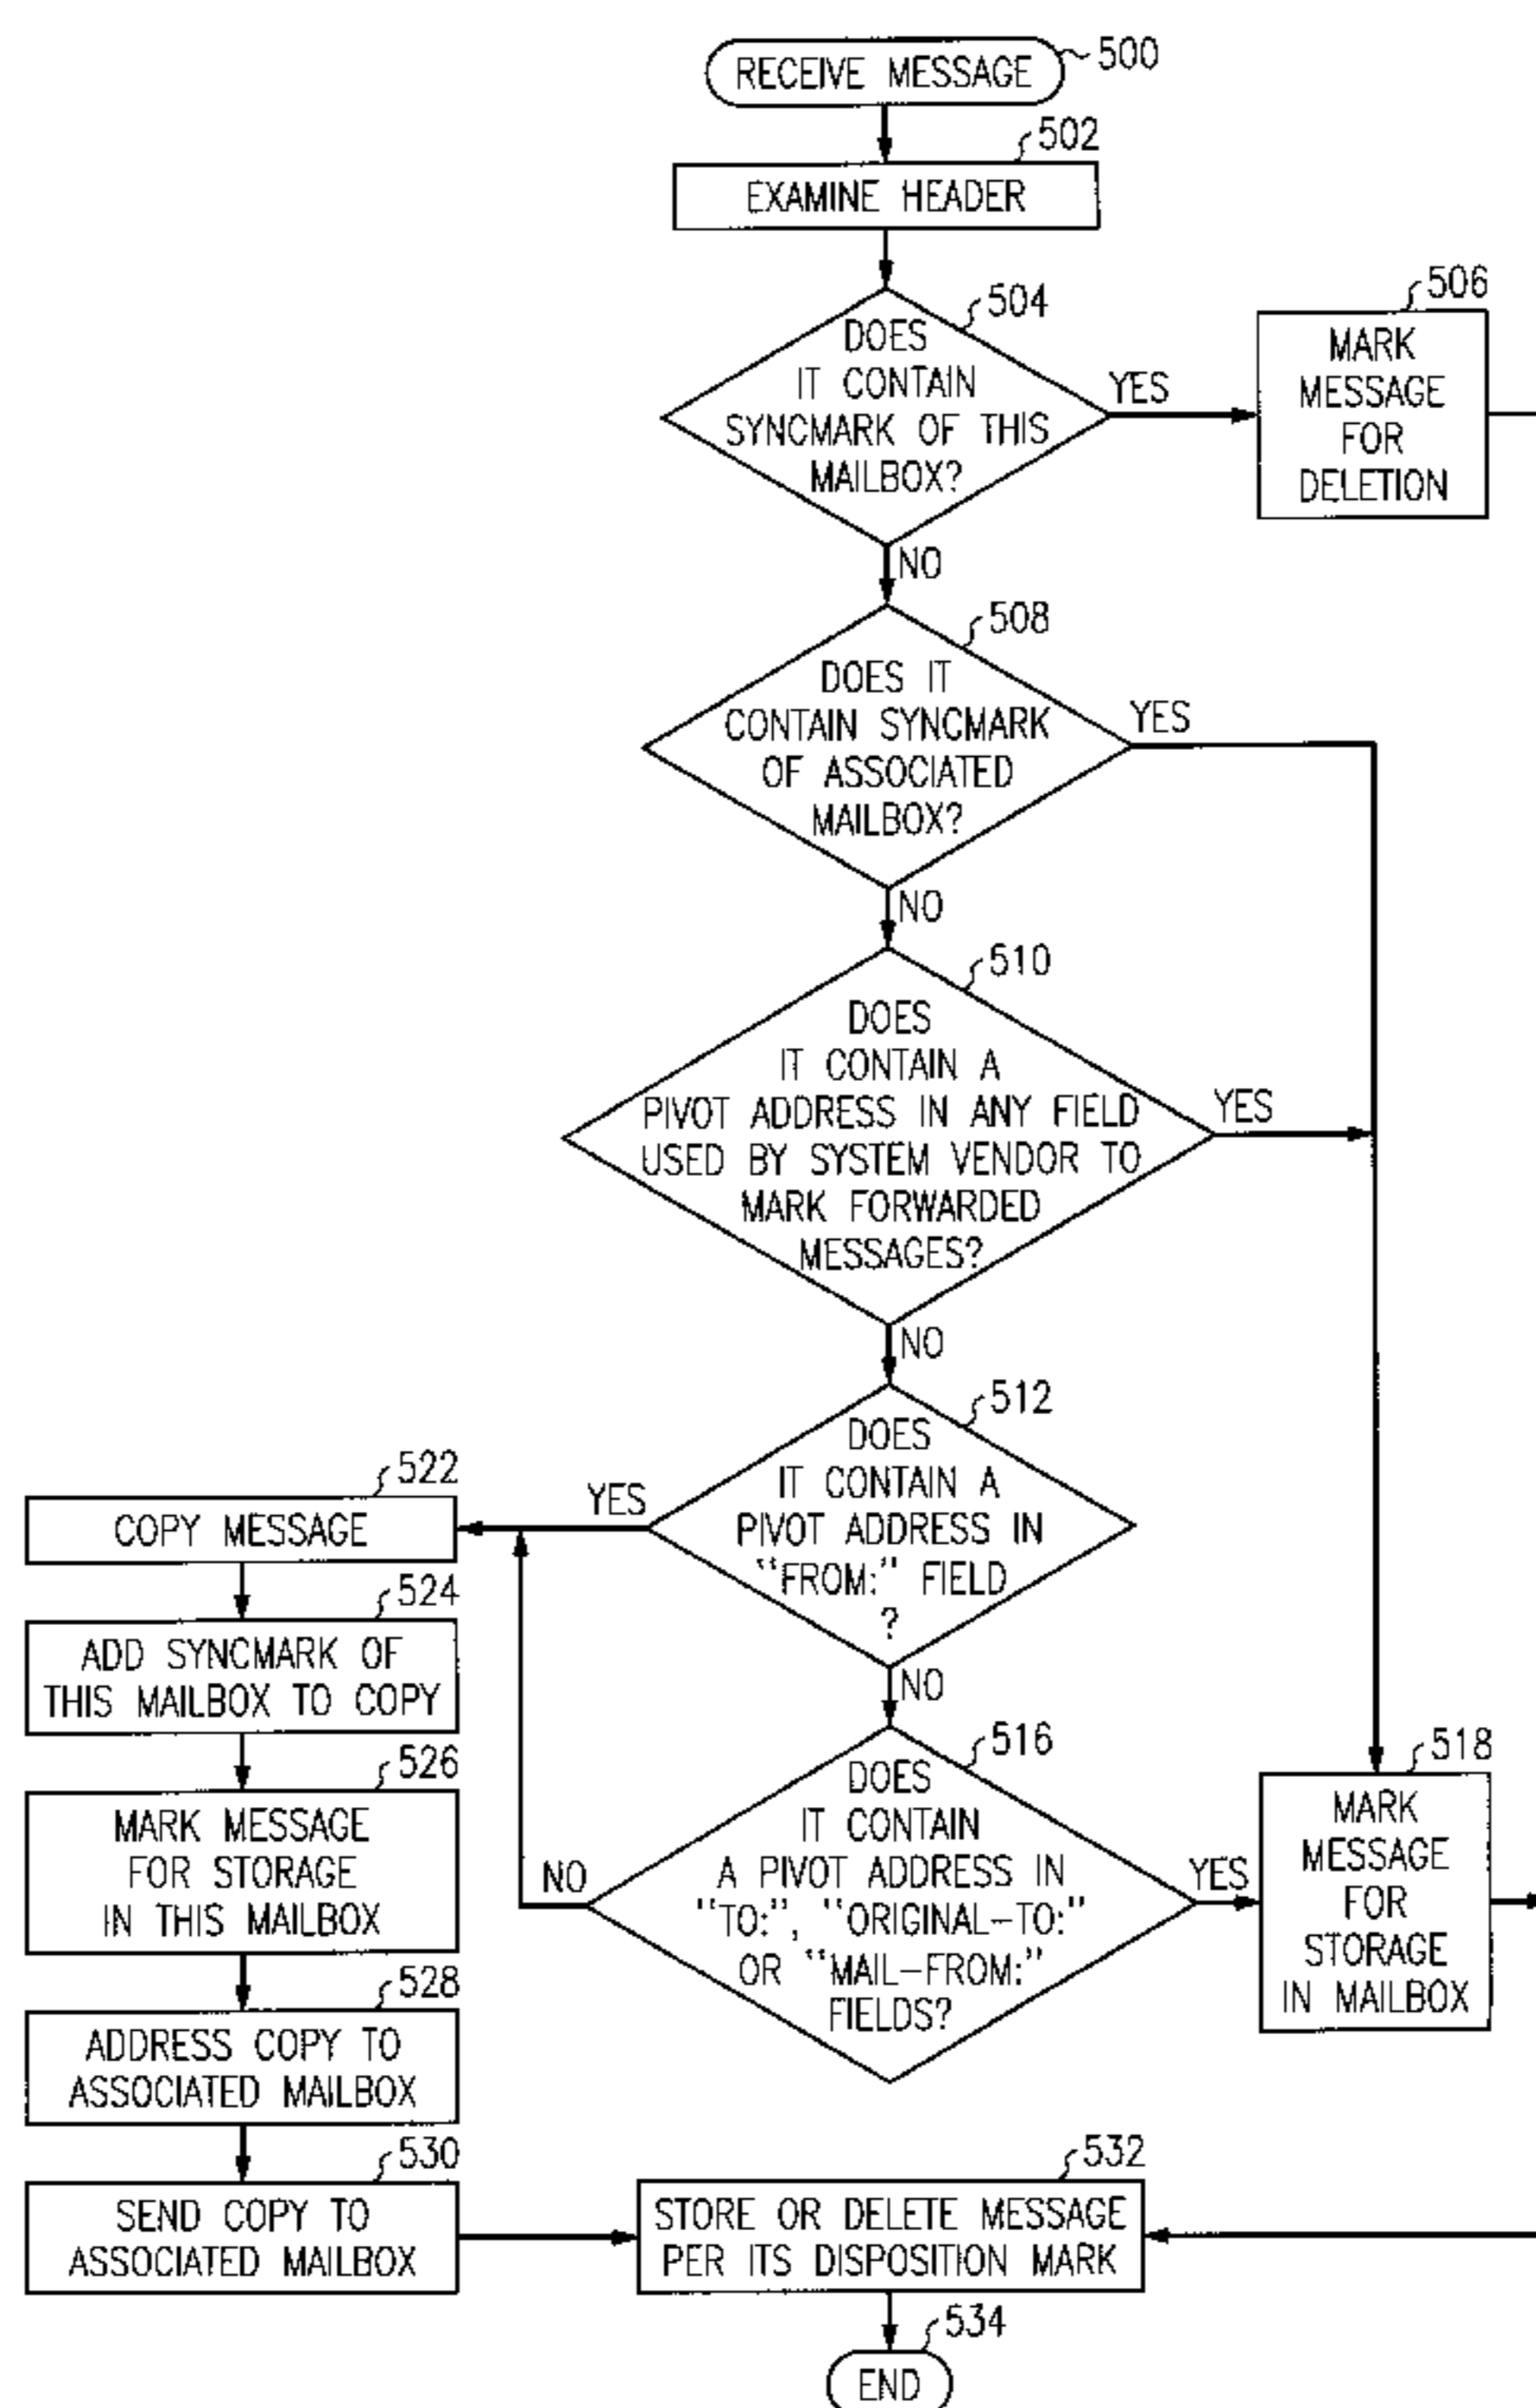 RECEIVE MESSAGE
500
502
EXAMINE HEADER
504
DOES
IT CONTAIN
SYNCMARK OF THIS
MAILBOX?
YES
506
MARK
MESSAGE
FOR
DELETION
NO
508
DOES IT
CONTAIN SYNCMARK
OF ASSOCIATED
MAILBOX?
YES
NO
510
DOES
IT CONTAIN A
PIVOT ADDRESS IN ANY FIELD
USED BY SYSTEM VENDOR TO
MARK FORWARDED
MESSAGES?
YES
NO
512
DOES
IT CONTAIN A
PIVOT ADDRESS IN
"FROM:" FIELD
?
YES
NO
522
COPY MESSAGE
524
ADD SYNCMARK OF
THIS MAILBOX TO COPY
526
MARK MESSAGE
FOR STORAGE
IN THIS MAILBOX
528
ADDRESS COPY TO
ASSOCIATED MAILBOX
530
SEND COPY TO
ASSOCIATED MAILBOX
516
DOES
IT CONTAIN
A PIVOT ADDRESS IN
"TO:", "ORIGINAL-TO:"
OR "MAIL-FROM:"
FIELDS?
NO
YES
518
MARK
MESSAGE
FOR
STORAGE
IN MAILBOX
532
STORE OR DELETE MESSAGE
PER ITS DISPOSITION MARK
534
END